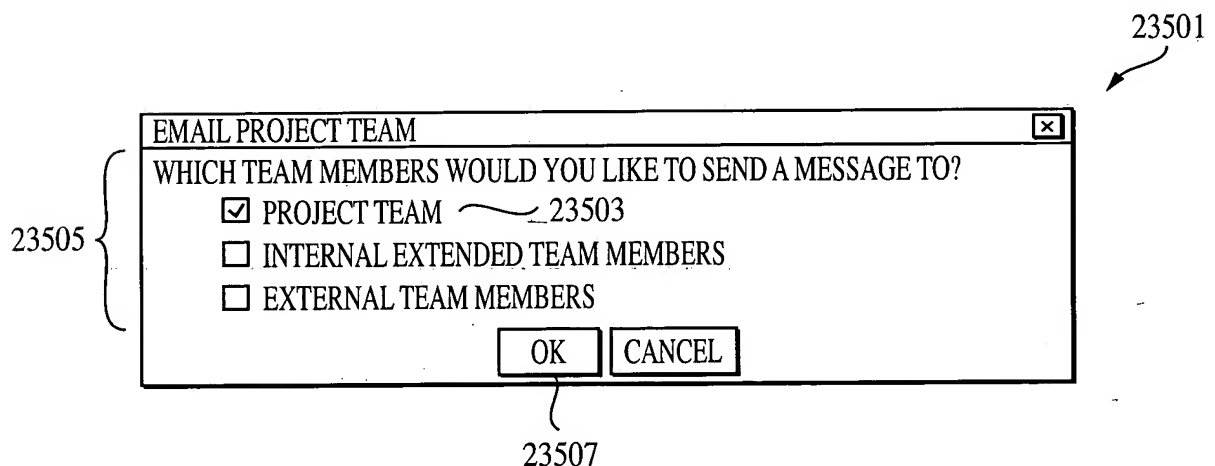 23501
EMAIL PROJECT TEAM
WHICH TEAM MEMBERS WOULD YOU LIKE TO SEND A MESSAGE TO?
PROJECT TEAM 23503
23505
INTERNAL EXTENDED TEAM MEMBERS
EXTERNAL TEAM MEMBERS
OK CANCEL
23507